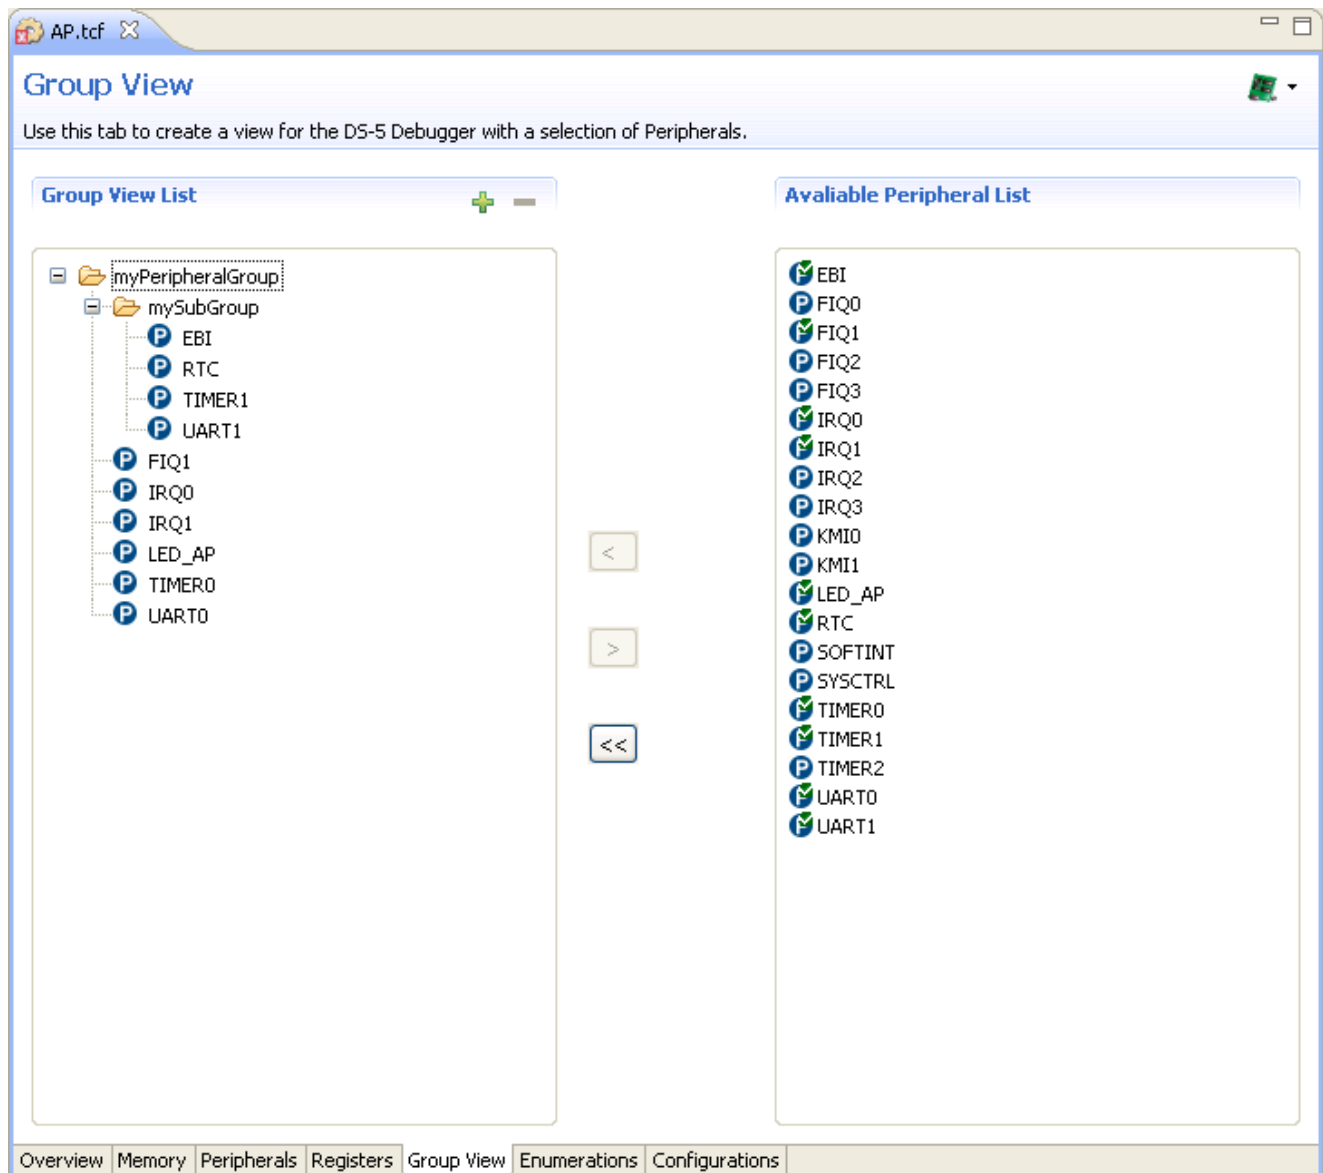 AP.tcf
Group View
Use this tab to create a view for the DS-5 Debugger with a selection of Peripherals.
Group View List
myPeripheralGroup
mySubGroup
EBI
RTC
TIMER1
UART1
FIQ1
IRQ0
IRQ1
LED_AP
TIMER0
UART0
<
>
<<
Avaliable Peripheral List
EBI
FIQ0
FIQ1
FIQ2
FIQ3
IRQ0
IRQ1
IRQ2
IRQ3
KMI0
KMI1
LED_AP
RTC
SOFTINT
SYSCTRL
TIMER0
TIMER1
TIMER2
UART0
UART1
Overview Memory Peripherals Registers Group View Enumerations Configurations